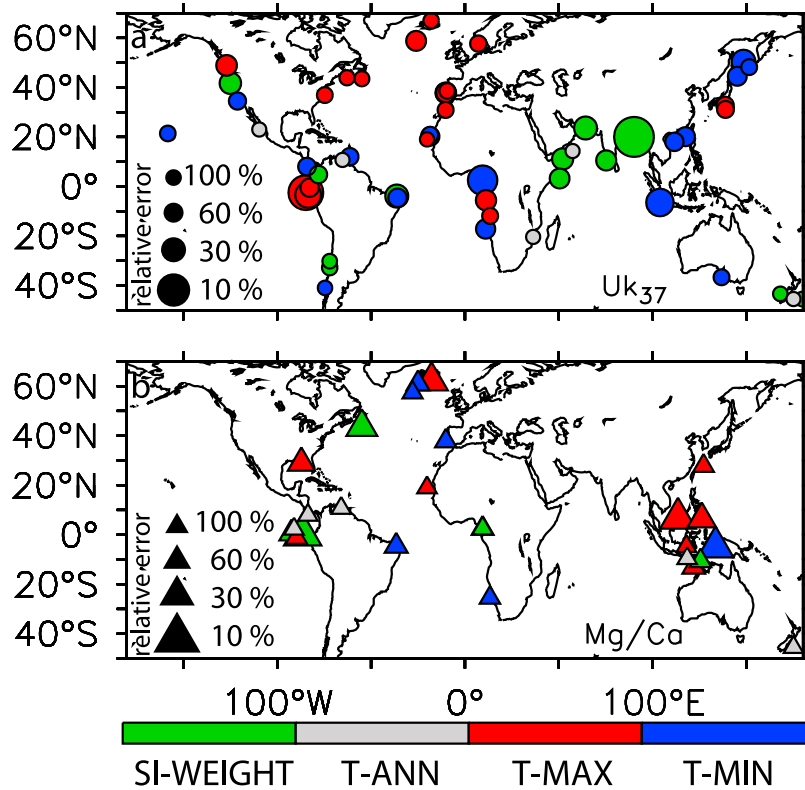 60°N
40°N
20°N
0°
20°S
40°S
a
relative error
100 %
60 %
30 %
10 %
Uk37
60°N
40°N
20°N
0°
20°S
40°S
b
relative error
100 %
60 %
30 %
10 %
Mg/Ca
100°W 0° 100°E
SI-WEIGHT T-ANN T-MAX T-MIN